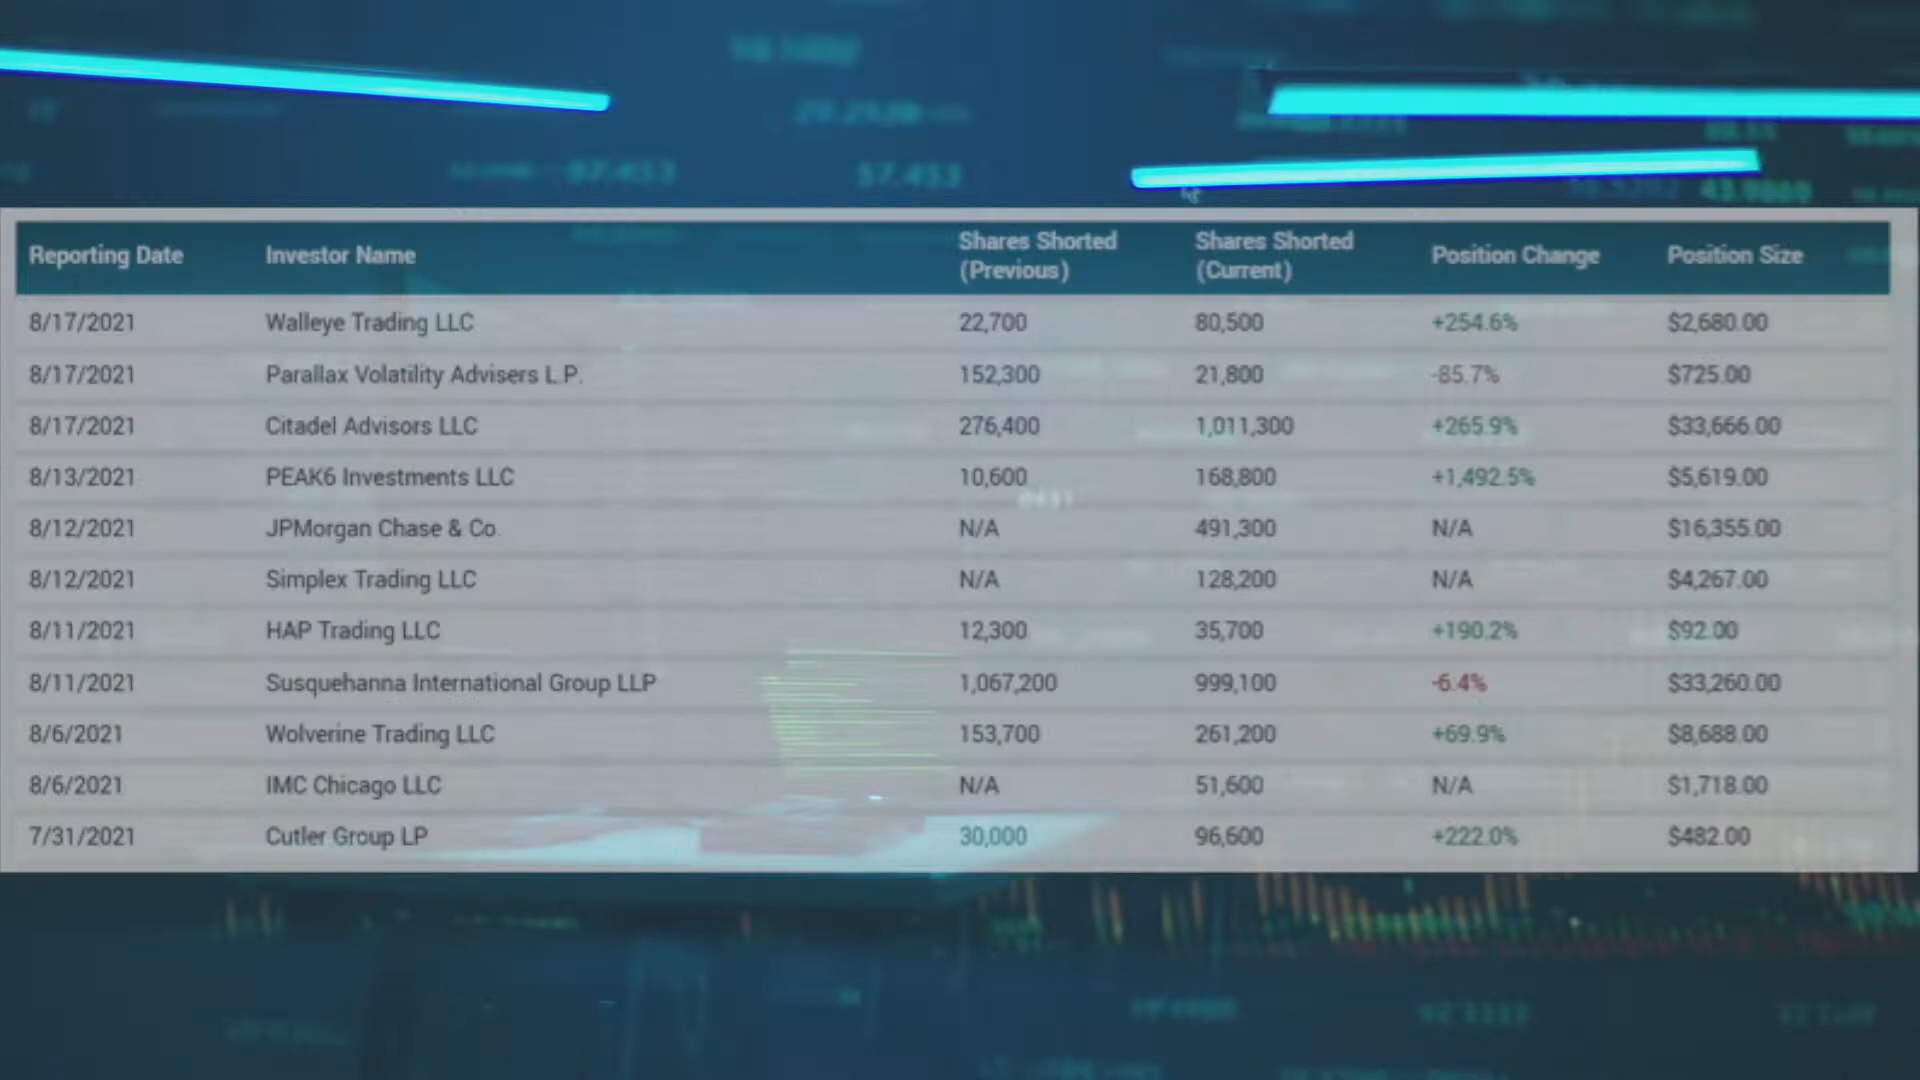 57.453
57.453
43.9869
Reporting Date Investor Name Shares Shorted (Previous) Shares Shorted (Current) Position Change Position Size
8/17/2021 Walleye Trading LLC 22,700 80,500 +254.6% $2,680.00
8/17/2021 Parallax Volatility Advisers L.P. 152,300 21,800 -85.7% $725.00
8/17/2021 Citadel Advisors LLC 276,400 1,011,300 +265.9% $33,666.00
8/13/2021 PEAK6 Investments LLC 10,600 168,800 +1,492.5% $5,619.00
8/12/2021 JPMorgan Chase & Co. N/A 491,300 N/A $16,355.00
8/12/2021 Simplex Trading LLC N/A 128,200 N/A $4,267.00
8/11/2021 HAP Trading LLC 12,300 35,700 +190.2% $92.00
8/11/2021 Susquehanna International Group LLP 1,067,200 999,100 -6.4% $33,260.00
8/6/2021 Wolverine Trading LLC 153,700 261,200 +69.9% $8,688.00
8/6/2021 IMC Chicago LLC N/A 51,600 N/A $1,718.00
7/31/2021 Cutler Group LP 30,000 96,600 +222.0% $482.00